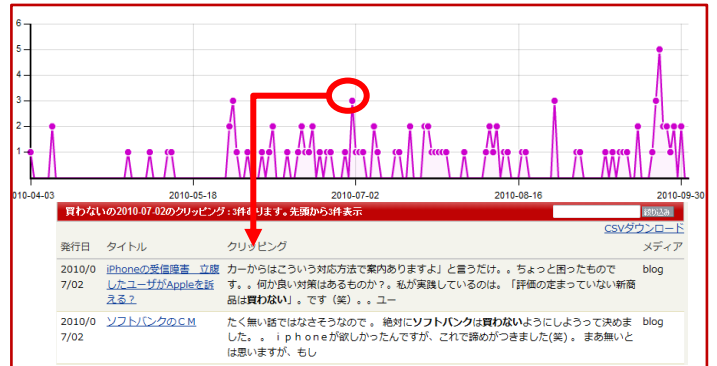 6
5
4
3
2
1
2010-04-03 2010-05-18 2010-07-02 2010-08-16 2010-09-30
買わないの2010-07-02のクリッピング：3件あります。先頭から3件表示 絞り込み
CSVダウンロード
発行日 タイトル クリッピング メディア
2010/0 iPhoneの受信障害 立腹 カーからはこういう対応方法で案内ありますよ」と言うだけ。。ちょっと困ったもので blog
7/02 したユーザがAppleを訴 す。。何か良い対策はあるものか?。私が実践しているのは。「評価の定まっていない新商
える？ 品は買わない」。です（笑）。。ユー
2010/0 ソフトバンクのＣＭ たく無い話ではなさそうなので 。 絶対にソフトバンクは買わないようにしようって決めま blog
7/02 した。 。 ｉｐｈｏｎｅが欲しかったんですが、これで諦めがつきました(笑) 。 まあ無いと
は思いますが、もし